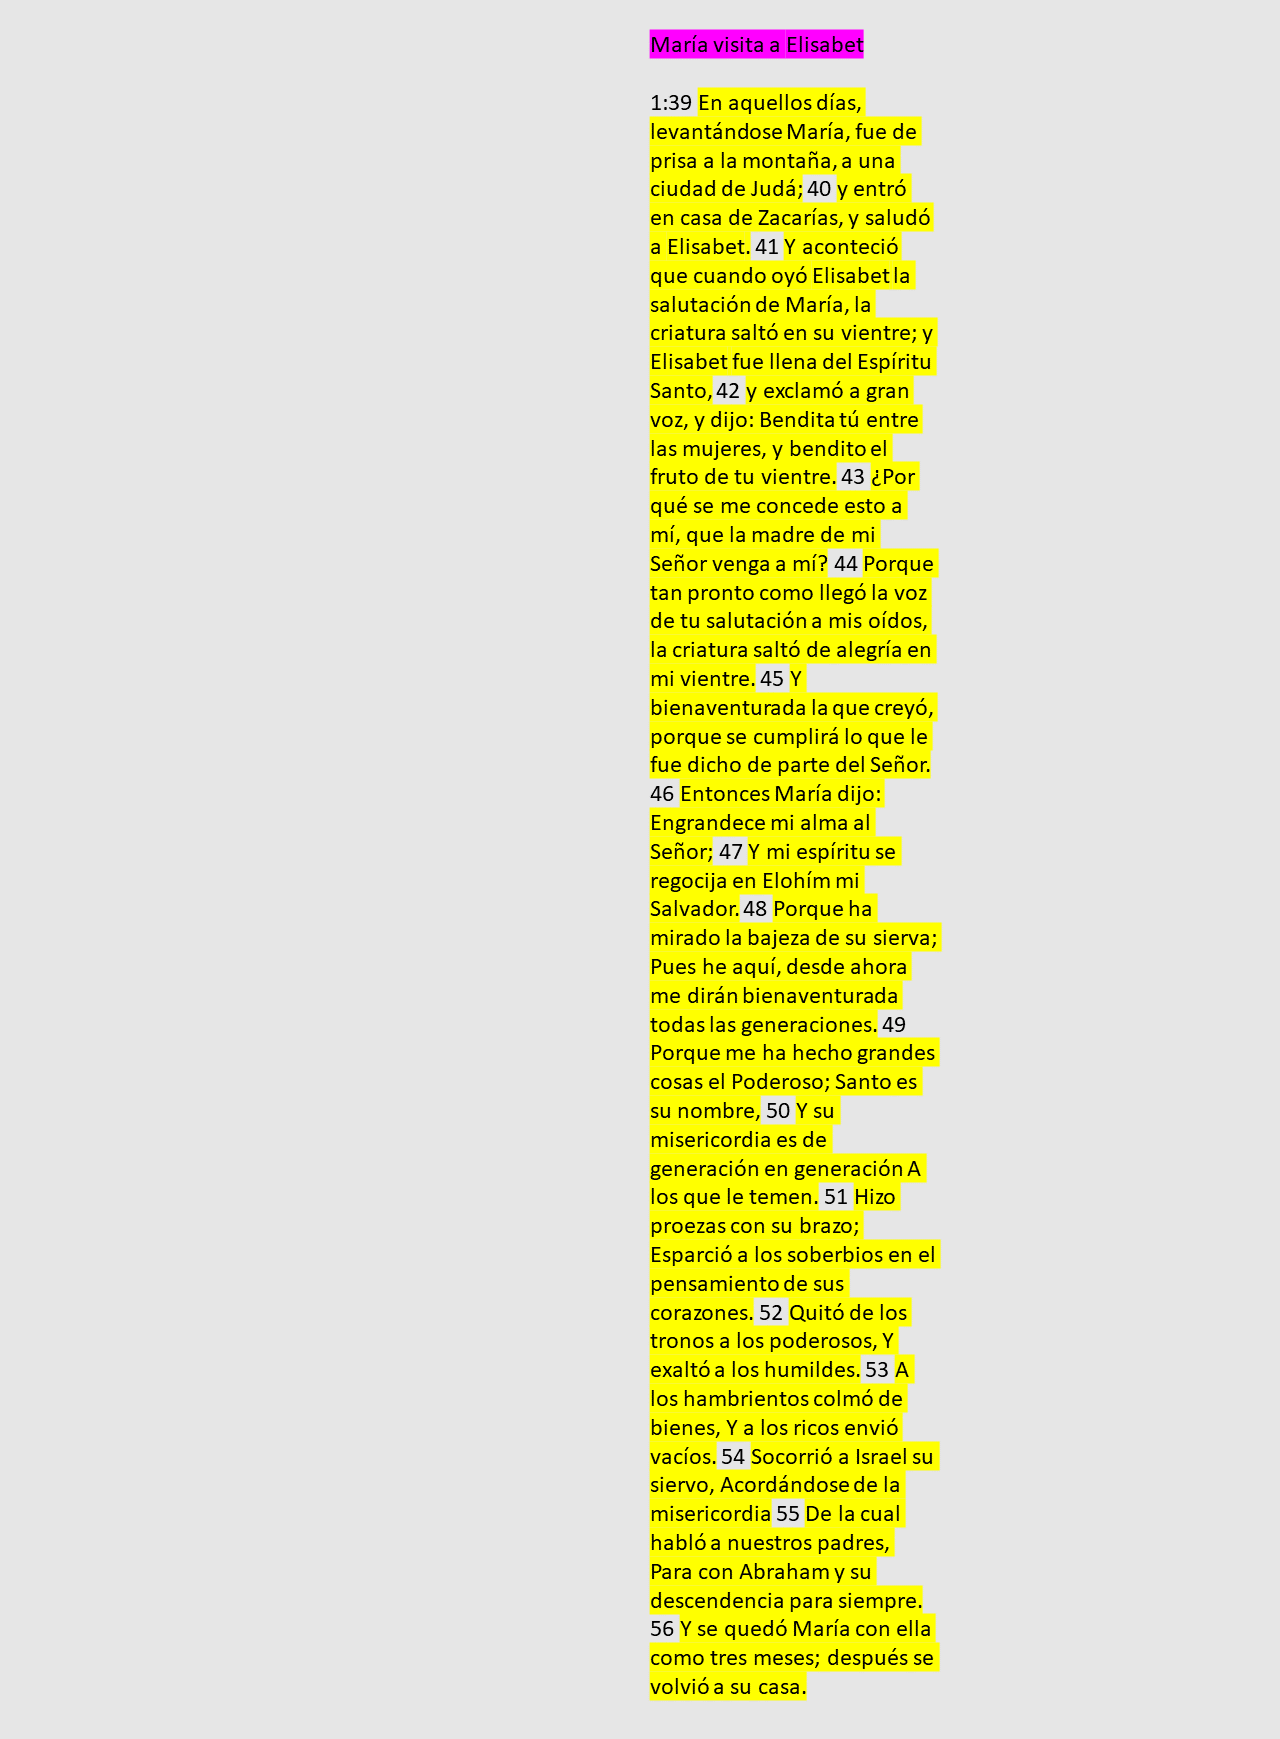 María visita a Elisabet
1:39 En aquellos días,
levantándose María, fue de
prisa a la montaña, a una
ciudad de Judá; 40 y entró
en casa de Zacarías, y saludó
a Elisabet. 41 Y aconteció
que cuando oyó Elisabet la
salutación de María, la
criatura saltó en su vientre; y
Elisabet fue llena del Espíritu
Santo, 42 y exclamó a gran
voz, y dijo: Bendita tú entre
las mujeres, y bendito el
fruto de tu vientre. 43 ¿Por
qué se me concede esto a
mí, que la madre de mi
Señor venga a mí? 44 Porque
tan pronto como llegó la voz
de tu salutación a mis oídos,
la criatura saltó de alegría en
mi vientre. 45 Y
bienaventurada la que creyó,
porque se cumplirá lo que le
fue dicho de parte del Señor.
46 Entonces María dijo:
Engrandece mi alma al
Señor; 47 Y mi espíritu se
regocija en Elohím mi
Salvador. 48 Porque ha
mirado la bajeza de su sierva;
Pues he aquí, desde ahora
me dirán bienaventurada
todas las generaciones. 49
Porque me ha hecho grandes
cosas el Poderoso; Santo es
su nombre, 50 Y su
misericordia es de
generación en generación A
los que le temen. 51 Hizo
proezas con su brazo;
Esparció a los soberbios en el
pensamiento de sus
corazones. 52 Quitó de los
tronos a los poderosos, Y
exaltó a los humildes. 53 A
los hambrientos colmó de
bienes, Y a los ricos envió
vacíos. 54 Socorrió a Israel su
siervo, Acordándose de la
misericordia 55 De la cual
habló a nuestros padres,
Para con Abraham y su
descendencia para siempre.
56 Y se quedó María con ella
como tres meses; después se
volvió a su casa.